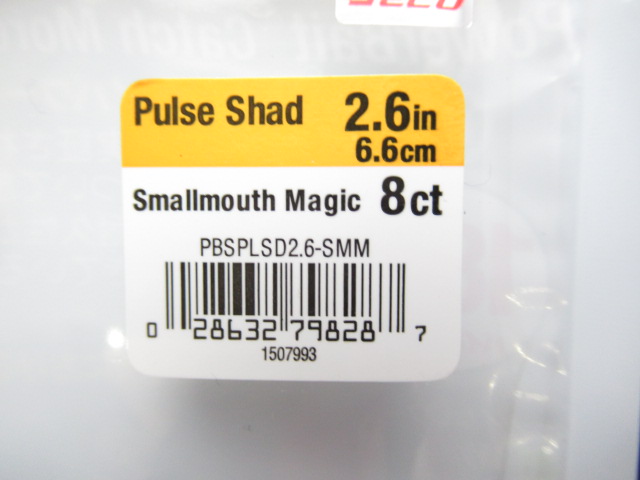 Pulse Shad 2.6in
6.6cm
Smallmouth Magic 8ct
PBSPLSD2.6-SMM
0 28632 79828 7
1507993